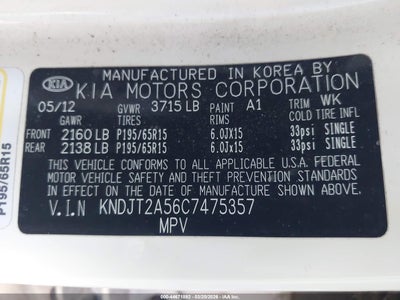 MANUFACTURED IN KOREA BY
KIA KIA MOTORS CORPORATION
05/12 GVWR 3715 LB PAINT A1 TRIM WK
GAWR TIRES RIMS COLD TIRE INFL
FRONT 2160 LB P195/65R15 6.0JX15 33psi SINGLE
REAR 2138 LB P195/65R15 6.0Jx15 33psi SINGLE
THIS VEHICLE CONFORMS TO ALL APPLICABLE U.S.A. FEDERAL
MOTOR VEHICLE SAFETY AND THEFT PREVENTION STANDARDS
IN EFFECT ON THE DATE OF MANUFACTURE SHOWN ABOVE.
V.I.N KNDJT2A56C7475357
MPV
P195/65R15